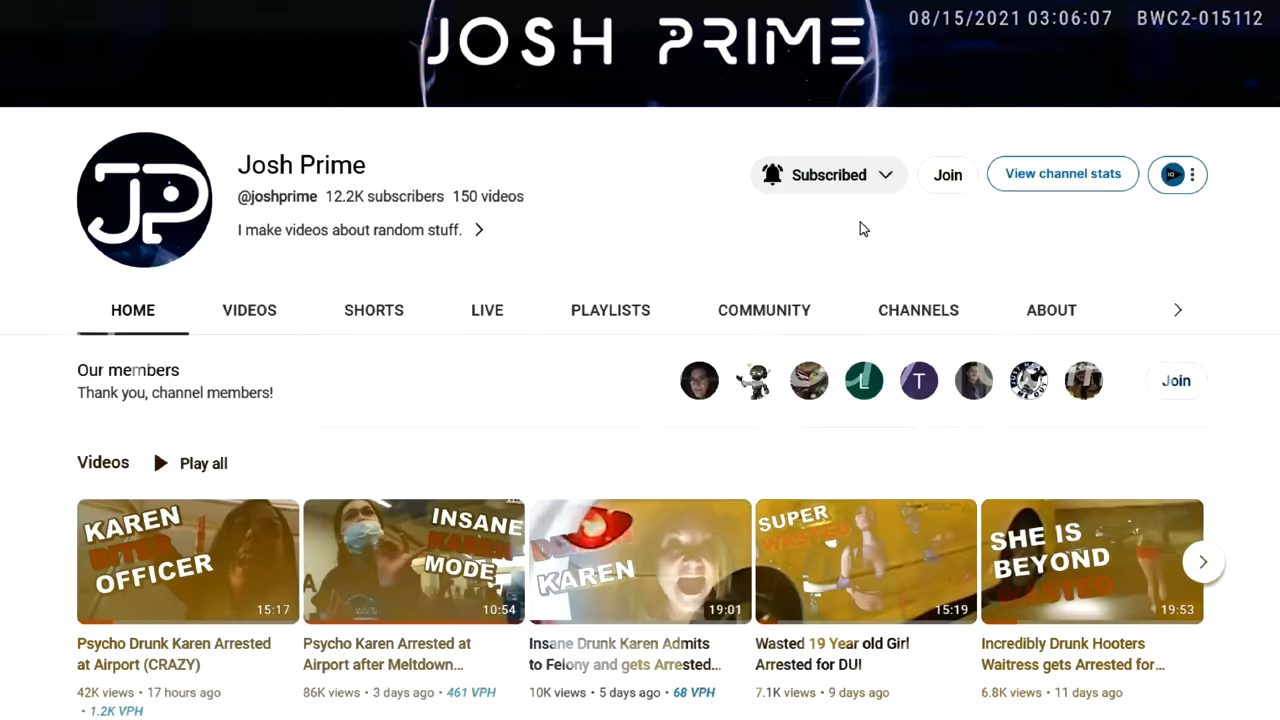 JOSH PRIME
08/15/2021 03:06:07 BWC2-015112
JP
Josh Prime
@joshprime 12.2K subscribers 150 videos
I make videos about random stuff.
Subscribed
Join
View channel stats
HOME
VIDEOS
SHORTS
LIVE
PLAYLISTS
COMMUNITY
CHANNELS
ABOUT
Our members
Thank you, channel members!
L
T
Join
Videos
Play all
KAREN
BITES
OFFICER
15:17
INSANE
KAREN
MODE
10:54
KAREN
19:01
SUPER
WASTED
15:19
SHE IS
BEYOND
WASTED
19:53
Psycho Drunk Karen Arrested
at Airport (CRAZY)
42K views • 17 hours ago
• 1.2K VPH
Psycho Karen Arrested at
Airport after Meltdown...
86K views • 3 days ago • 461 VPH
Insane Drunk Karen Admits
to Felony and gets Arrested...
10K views • 5 days ago • 68 VPH
Wasted 19 Year old Girl
Arrested for DU!
7.1K views • 9 days ago
Incredibly Drunk Hooters
Waitress gets Arrested for...
6.8K views • 11 days ago